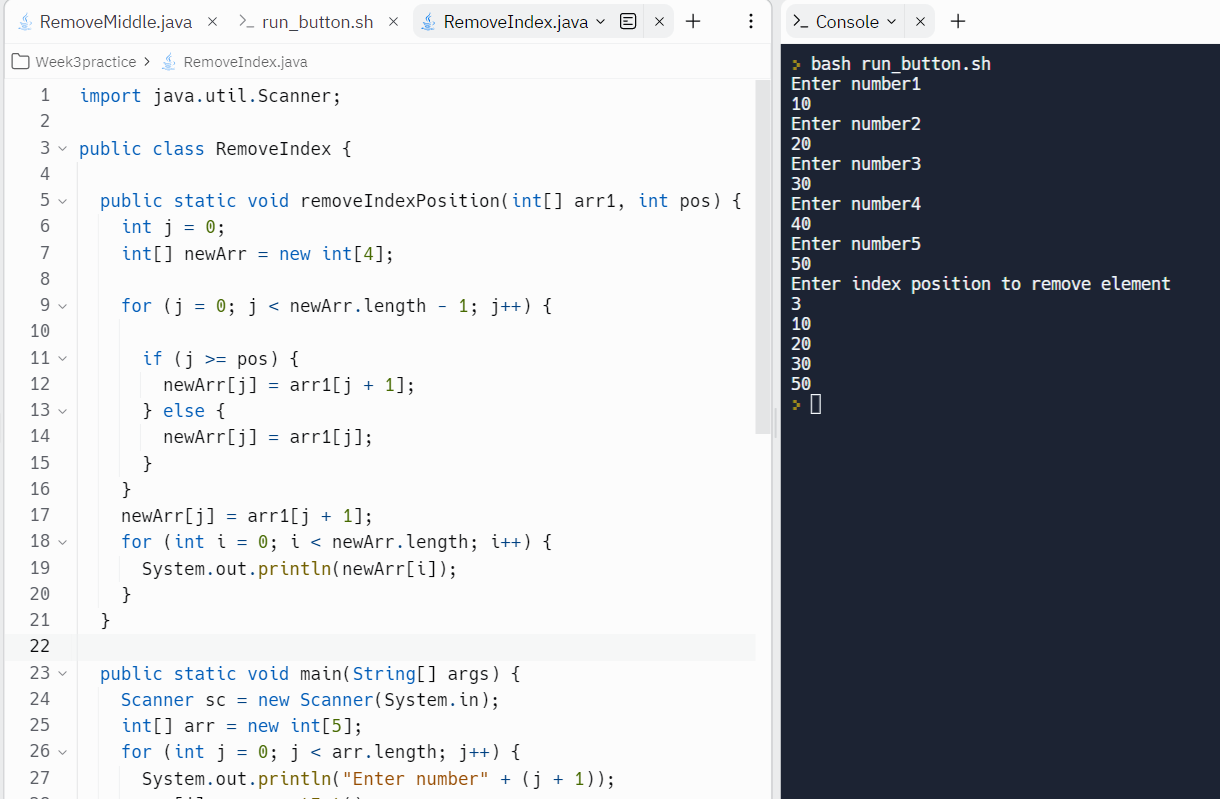 RemoveMiddle.java × >_ run_button.sh × RemoveIndex.java × +
Week3practice > RemoveIndex.java
1 import java.util.Scanner;
2
3 public class RemoveIndex {
4
5 public static void removeIndexPosition(int[] arr1, int pos) {
6 int j = 0;
7 int[] newArr = new int[4];
8
9 for (j = 0; j < newArr.length - 1; j++) {
10
11 if (j >= pos) {
12 newArr[j] = arr1[j + 1];
13 } else {
14 newArr[j] = arr1[j];
15 }
16 }
17 newArr[j] = arr1[j + 1];
18 for (int i = 0; i < newArr.length; i++) {
19 System.out.println(newArr[i]);
20 }
21 }
22
23 public static void main(String[] args) {
24 Scanner sc = new Scanner(System.in);
25 int[] arr = new int[5];
26 for (int j = 0; j < arr.length; j++) {
27 System.out.println("Enter number" + (j + 1));
>_ Console × +
> bash run_button.sh
Enter number1
10
Enter number2
20
Enter number3
30
Enter number4
40
Enter number5
50
Enter index position to remove element
3
10
20
30
50
>